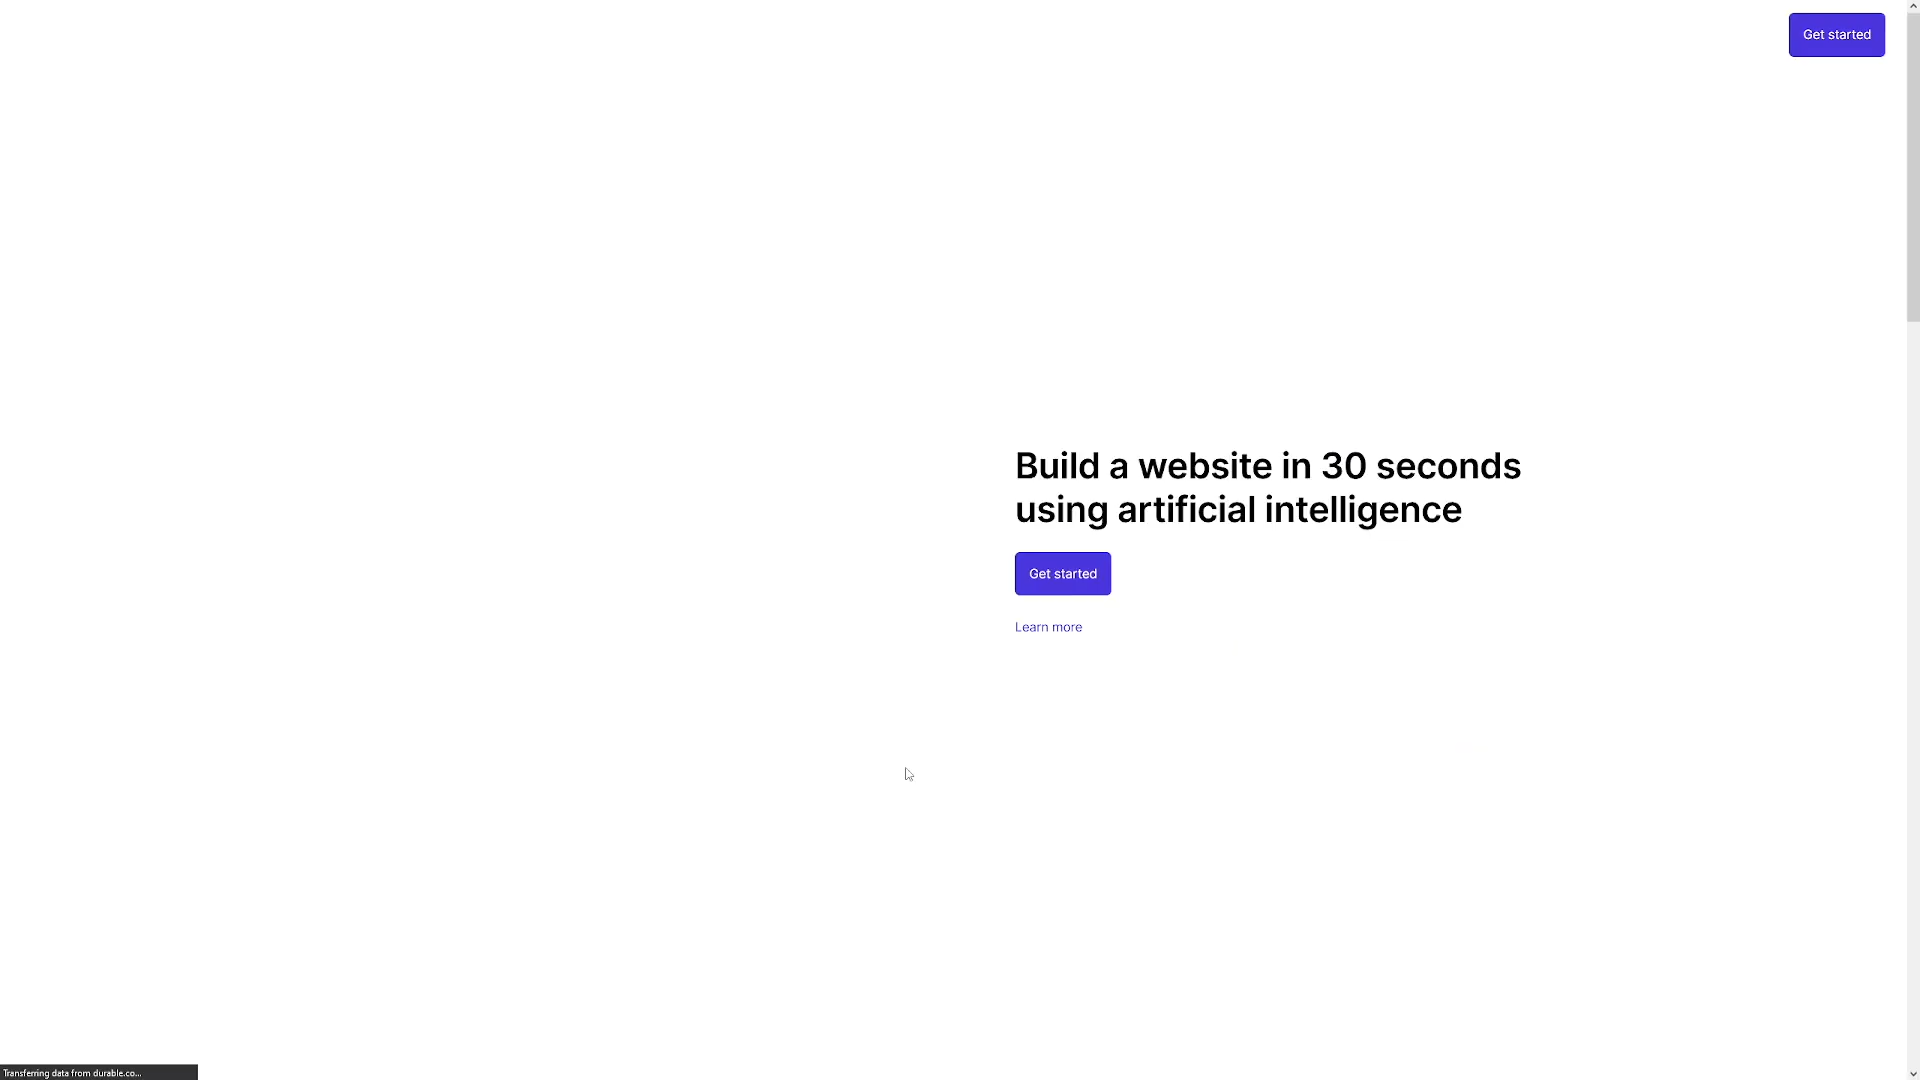 Get started
Build a website in 30 seconds
using artificial intelligence
Get started
Learn more
Transferring data from durable.co...